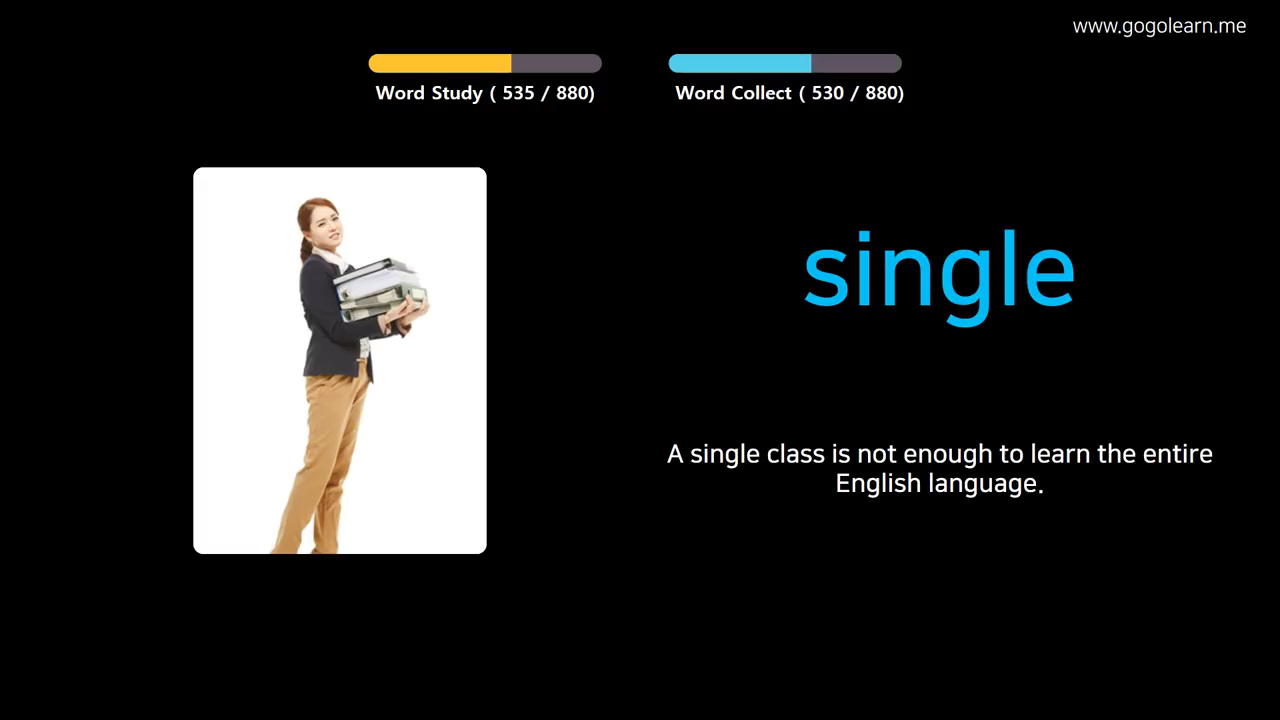 www.gogolearn.me
Word Study ( 535 / 880)
Word Collect ( 530 / 880)
single
A single class is not enough to learn the entire
English language.